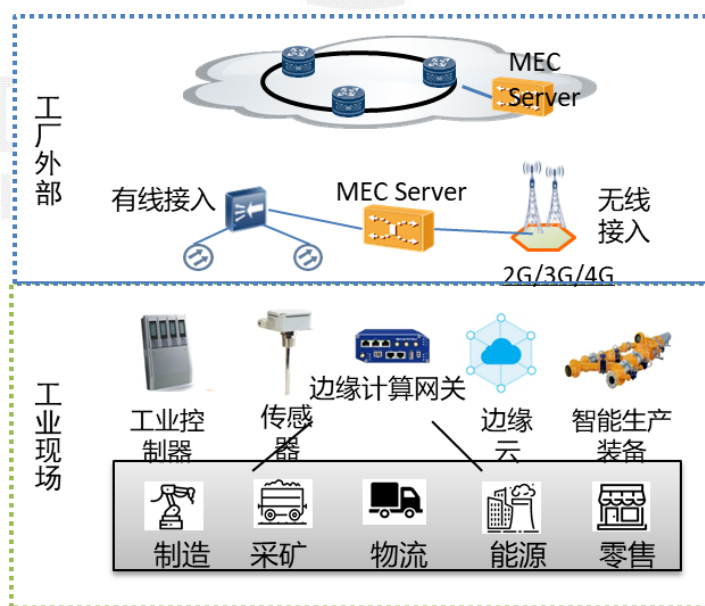 MEC
Server
工厂外部
有线接入
MEC Server
无线
接入
2G/3G/4G
工业现场
工业控
制器
传感
器
边缘计算网关
边缘
云
智能生产
装备
制造
采矿
物流
能源
零售